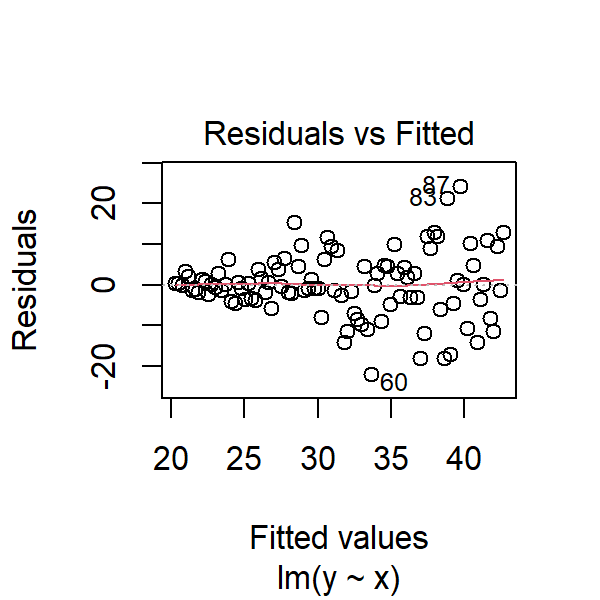 Residuals vs Fitted
Residuals
20
0
-20
87
83
60
20 25 30 35 40
Fitted values
lm(y ~ x)